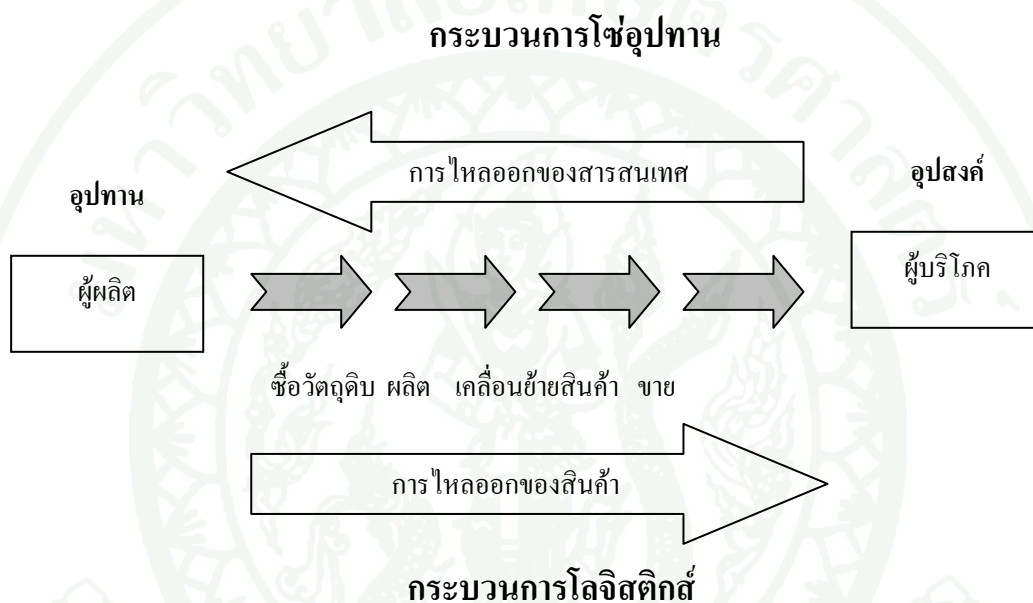 กระบวนการโซ่อุปทาน
การไหลออกของสารสนเทศ
อุปทาน
อุปสงค์
ผู้ผลิต
ผู้บริโภค
ซื้อวัตถุดิบ ผลิต เคลื่อนย้ายสินค้า ขาย
การไหลออกของสินค้า
กระบวนการโลจิสติกส์